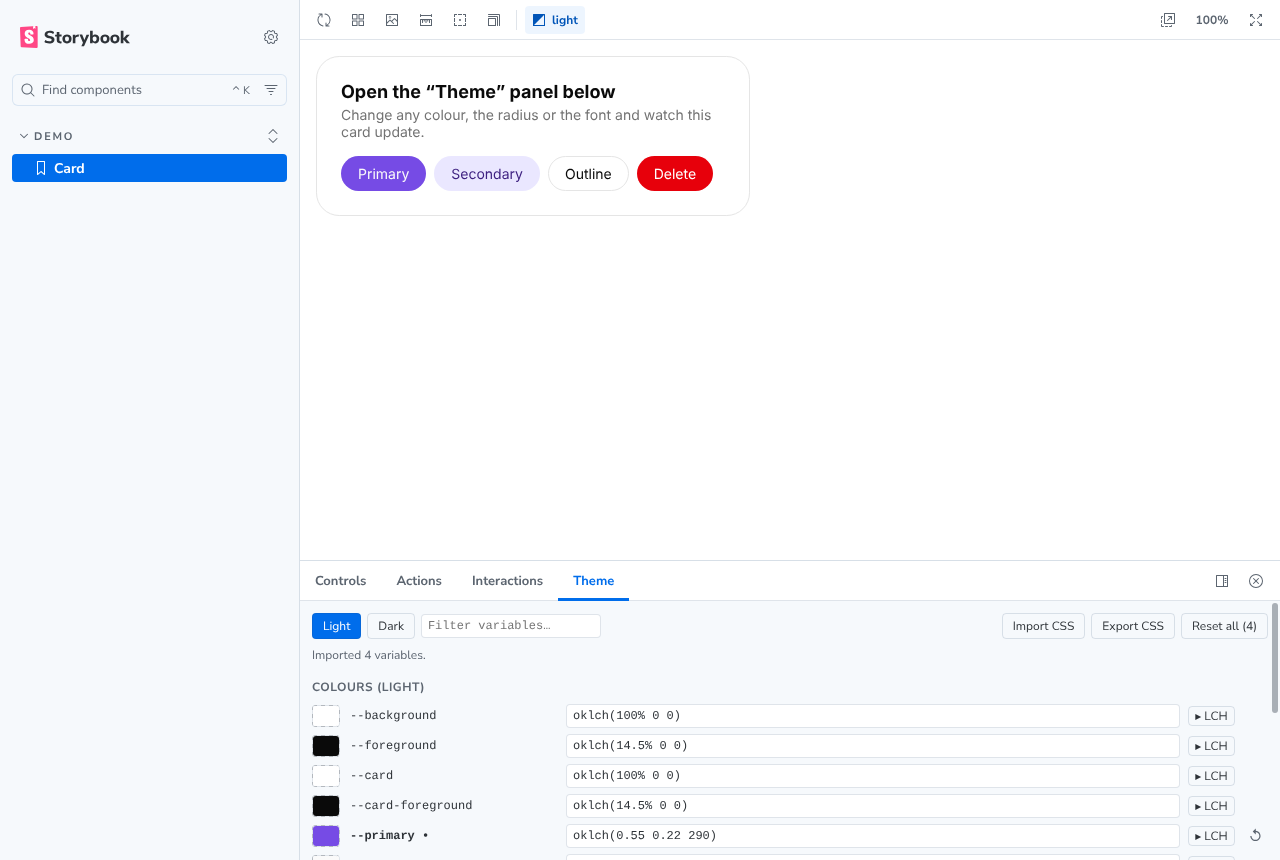 Storybook
Find components
^ K
DEMO
Card
light
100%
Open the “Theme” panel below
Change any colour, the radius or the font and watch this
card update.
Primary
Secondary
Outline
Delete
Controls
Actions
Interactions
Theme
Light
Dark
Filter variables…
Import CSS
Export CSS
Reset all (4)
Imported 4 variables.
COLOURS (LIGHT)
--background
oklch(100% 0 0)
▸ LCH
--foreground
oklch(14.5% 0 0)
▸ LCH
--card
oklch(100% 0 0)
▸ LCH
--card-foreground
oklch(14.5% 0 0)
▸ LCH
--primary •
oklch(0.55 0.22 290)
▸ LCH